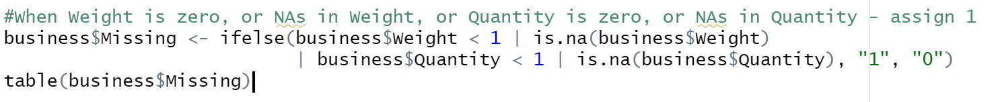 #When Weight is zero, or NAs in Weight, or Quantity is zero, or NAs in Quantity - assign 1
business$Missing <- ifelse(business$Weight < 1 | is.na(business$Weight)
                           | business$Quantity < 1 | is.na(business$Quantity), "1", "0")
table(business$Missing)